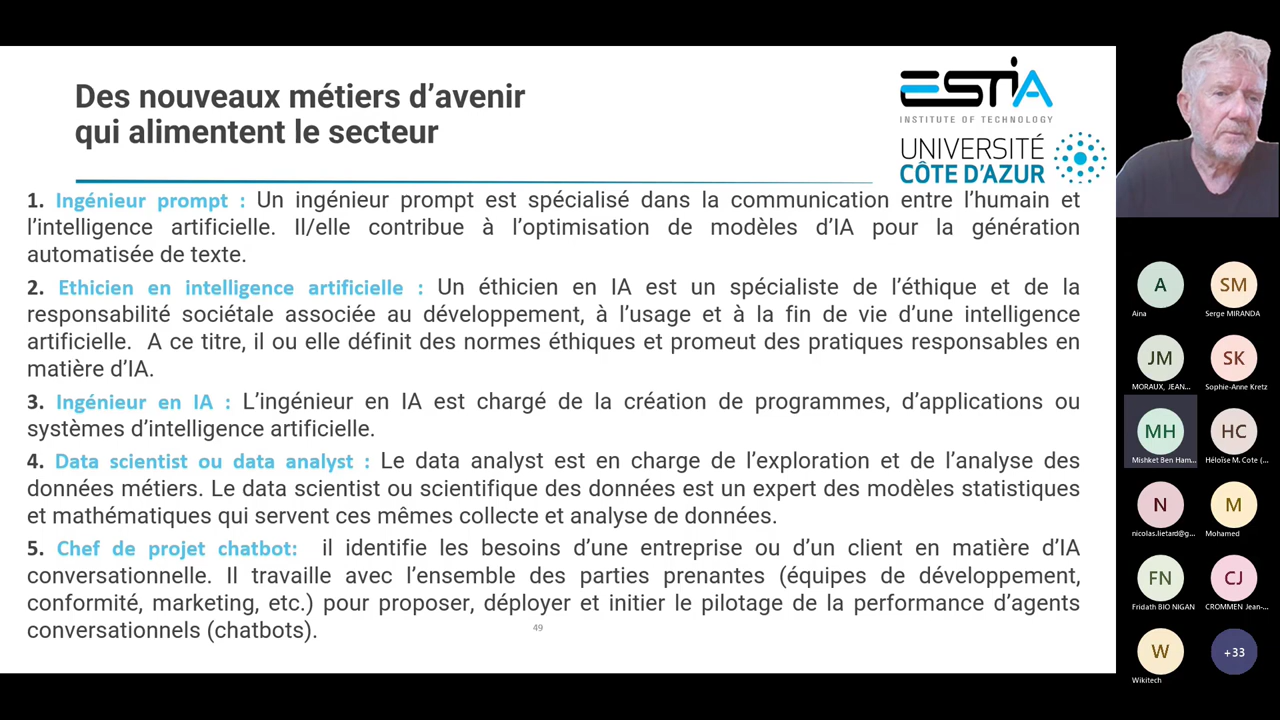 Des nouveaux métiers d'avenir
qui alimentent le secteur
ESTIA
INSTITUTE OF TECHNOLOGY
UNIVERSITÉ
CÔTE D'AZUR
1. Ingénieur prompt : Un ingénieur prompt est spécialisé dans la communication entre l'humain et
l'intelligence artificielle. Il/elle contribue à l'optimisation de modèles d'IA pour la génération
automatisée de texte.
2. Ethicien en intelligence artificielle : Un éthicien en IA est un spécialiste de l'éthique et de la
responsabilité sociétale associée au développement, à l'usage et à la fin de vie d'une intelligence
artificielle. A ce titre, il ou elle définit des normes éthiques et promeut des pratiques responsables en
matière d'IA.
3. Ingénieur en IA : L'ingénieur en IA est chargé de la création de programmes, d'applications ou
systèmes d'intelligence artificielle.
4. Data scientist ou data analyst : Le data analyst est en charge de l'exploration et de l'analyse des
données métiers. Le data scientist ou scientifique des données est un expert des modèles statistiques
et mathématiques qui servent ces mêmes collecte et analyse de données.
5. Chef de projet chatbot: il identifie les besoins d'une entreprise ou d'un client en matière d'IA
conversationnelle. Il travaille avec l'ensemble des parties prenantes (équipes de développement,
conformité, marketing, etc.) pour proposer, déployer et initier le pilotage de la performance d'agents
conversationnels (chatbots).
49
A
Aina
SM
Serge MIRANDA
JM
MORAUX, JEAN...
SK
Sophie-Anne Kretz
MH
Mishket Ben Ham...
HC
Héloïse M. Cote (...
N
nicolas.lietard@g...
M
Mohamed
FN
Fridath BIO NIGAN
CJ
CROMMEN Jean-...
W
Wikitech
+33